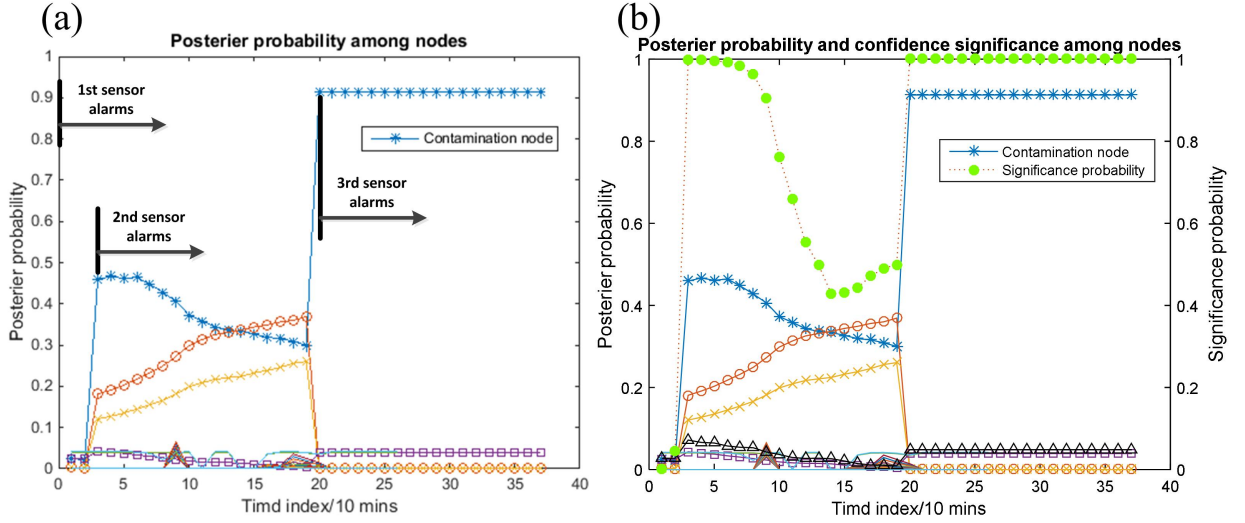 (a)
Posterier probability among nodes
1st sensor
alarms
2nd sensor
alarms
3rd sensor
alarms
Contamination node
Posterier probability
1
0.9
0.8
0.7
0.6
0.5
0.4
0.3
0.2
0.1
0
0 5 10 15 20 25 30 35 40
Timd index/10 mins
(b)
Posterier probability and confidence significance among nodes
Contamination node
Significance probability
Posterier probability
1
0.8
0.6
0.4
0.2
0
0 5 10 15 20 25 30 35 40
Timd index/10 mins
1
0.8
0.6
0.4
0.2
0
Significance probability